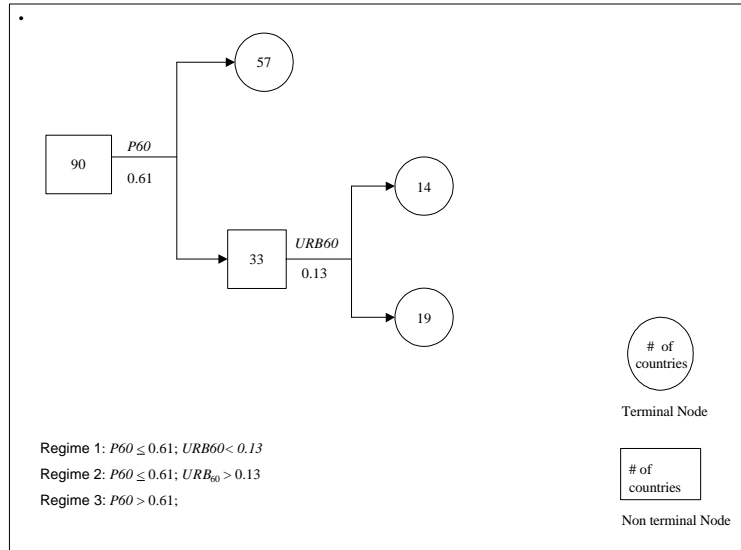 57
P60
90
0.61
14
URB60
33
0.13
19
# of
countries
Terminal Node
Regime 1: P60 ≤ 0.61; URB60< 0.13
Regime 2: P60 ≤ 0.61; URB60 > 0.13
Regime 3: P60 > 0.61;
# of
countries
Non terminal Node